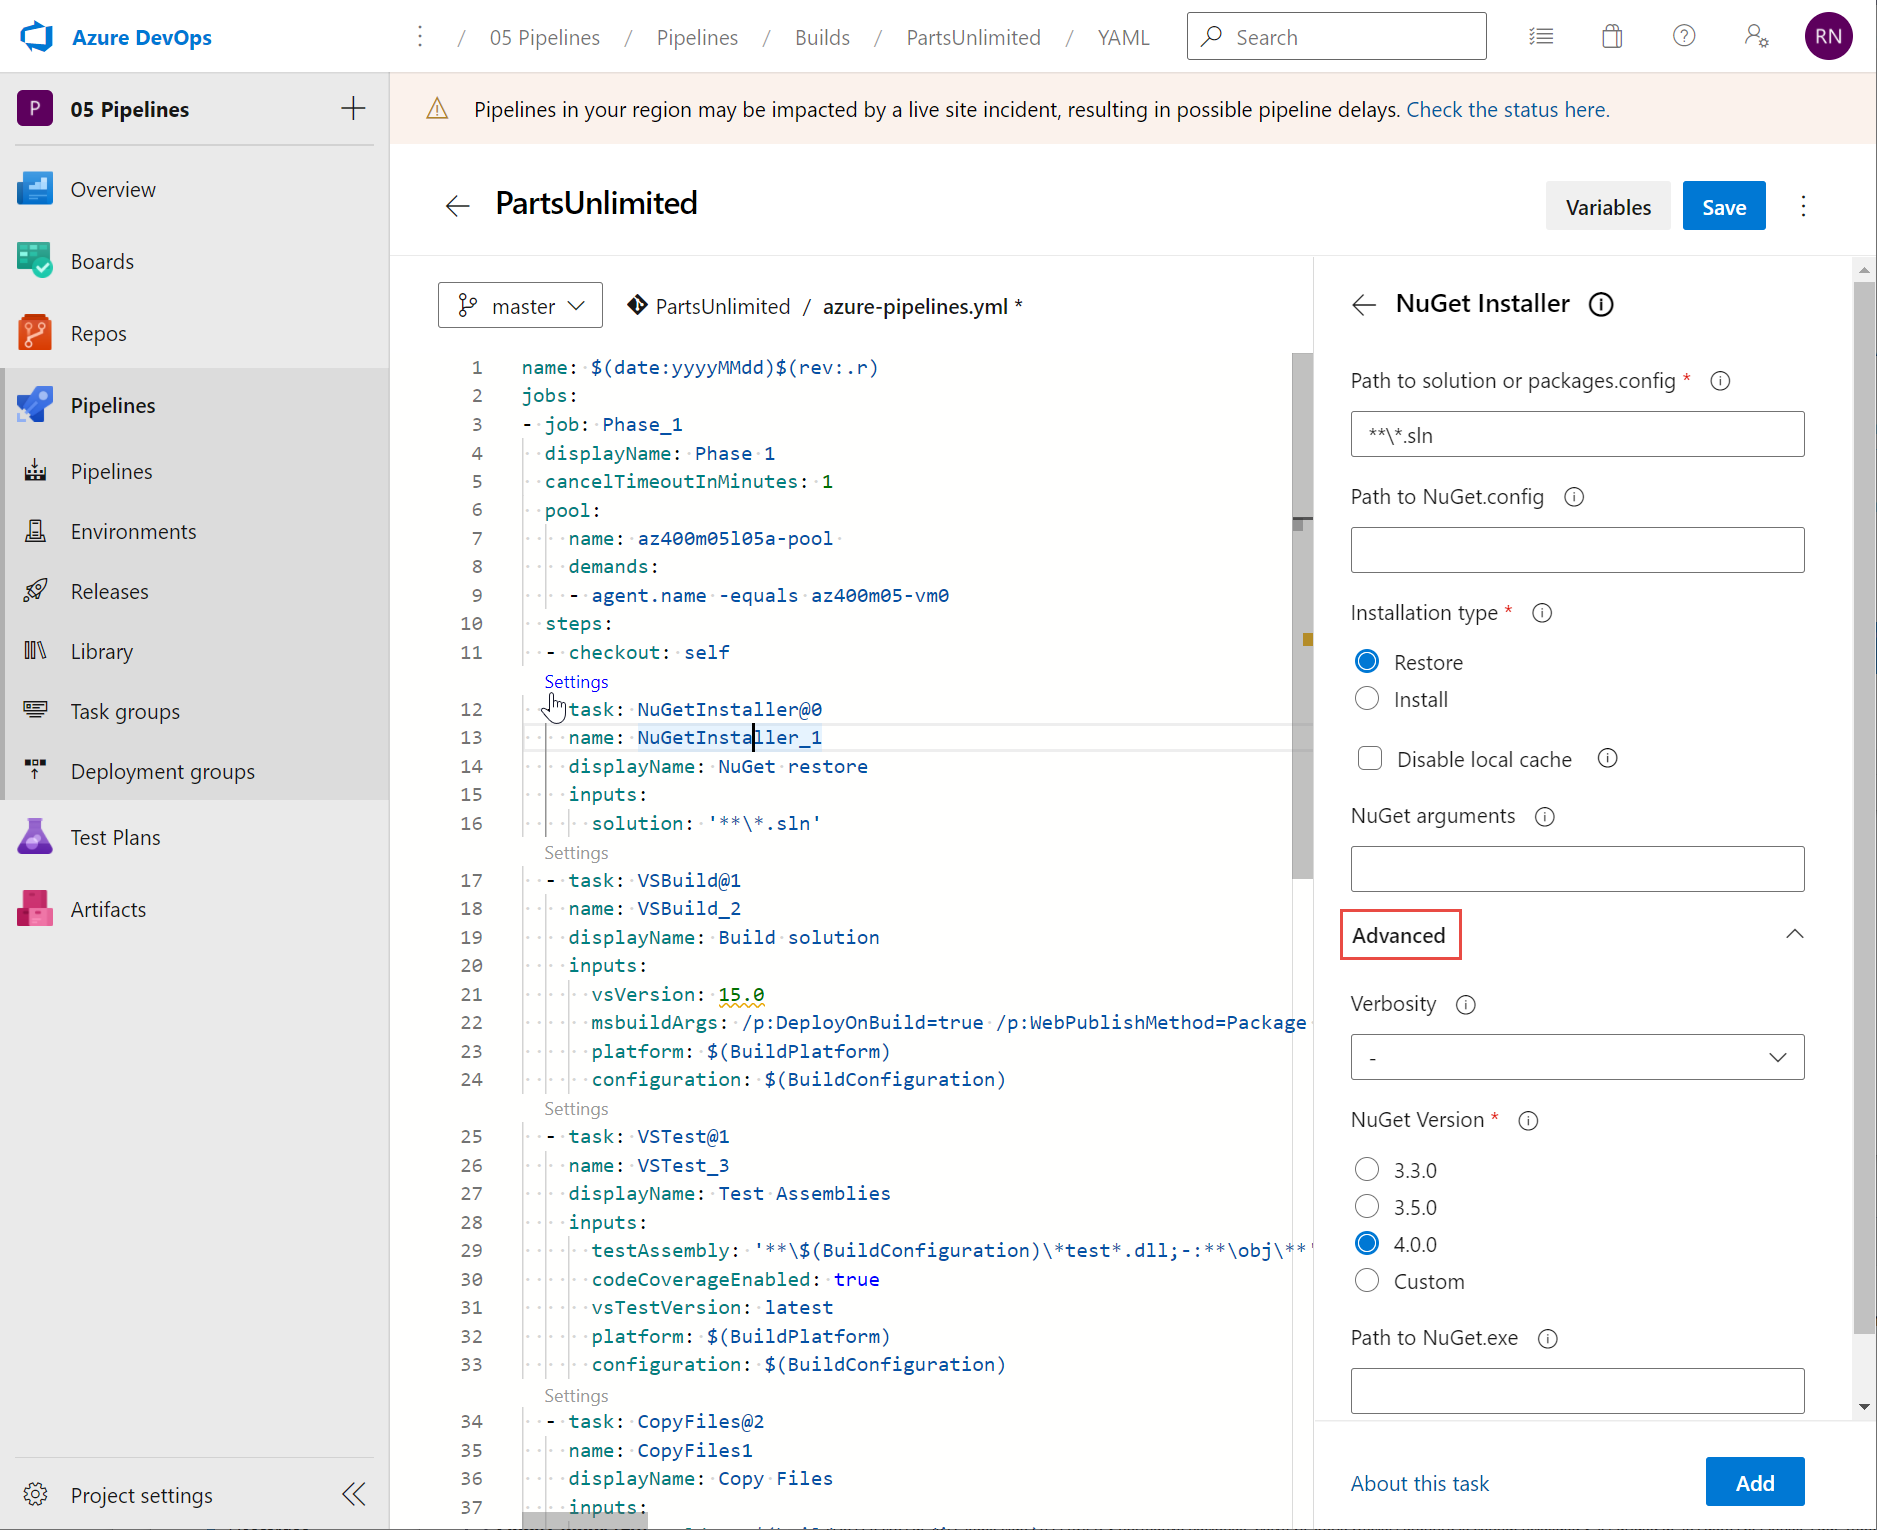 Azure DevOps
/ 05 Pipelines / Pipelines / Builds / PartsUnlimited / YAML
Search
RN
P 05 Pipelines
Overview
Boards
Repos
Pipelines
Pipelines
Environments
Releases
Library
Task groups
Deployment groups
Test Plans
Artifacts
Project settings
Pipelines in your region may be impacted by a live site incident, resulting in possible pipeline delays. Check the status here.
PartsUnlimited
Variables
Save
master
PartsUnlimited / azure-pipelines.yml *
1 name: $(date:yyyyMMdd)$(rev:.r)
2 jobs:
3 - job: Phase_1
4 displayName: Phase 1
5 cancelTimeoutInMinutes: 1
6 pool:
7 name: az400m05l05a-pool
8 demands:
9 - agent.name -equals az400m05-vm0
10 steps:
11 - checkout: self
Settings
12 task: NuGetInstaller@0
13 name: NuGetInstaller_1
14 displayName: NuGet restore
15 inputs:
16 solution: '**\*.sln'
Settings
17 - task: VSBuild@1
18 name: VSBuild_2
19 displayName: Build solution
20 inputs:
21 vsVersion: 15.0
22 msbuildArgs: /p:DeployOnBuild=true /p:WebPublishMethod=Package
23 platform: $(BuildPlatform)
24 configuration: $(BuildConfiguration)
Settings
25 - task: VSTest@1
26 name: VSTest_3
27 displayName: Test Assemblies
28 inputs:
29 testAssembly: '**\$(BuildConfiguration)\*test*.dll;-:**\obj\**'
30 codeCoverageEnabled: true
31 vsTestVersion: latest
32 platform: $(BuildPlatform)
33 configuration: $(BuildConfiguration)
Settings
34 - task: CopyFiles@2
35 name: CopyFiles1
36 displayName: Copy Files
37 inputs:
NuGet Installer
Path to solution or packages.config *
**\*.sln
Path to NuGet.config
Installation type *
Restore
Install
Disable local cache
NuGet arguments
Advanced
Verbosity
-
NuGet Version *
3.3.0
3.5.0
4.0.0
Custom
Path to NuGet.exe
About this task
Add